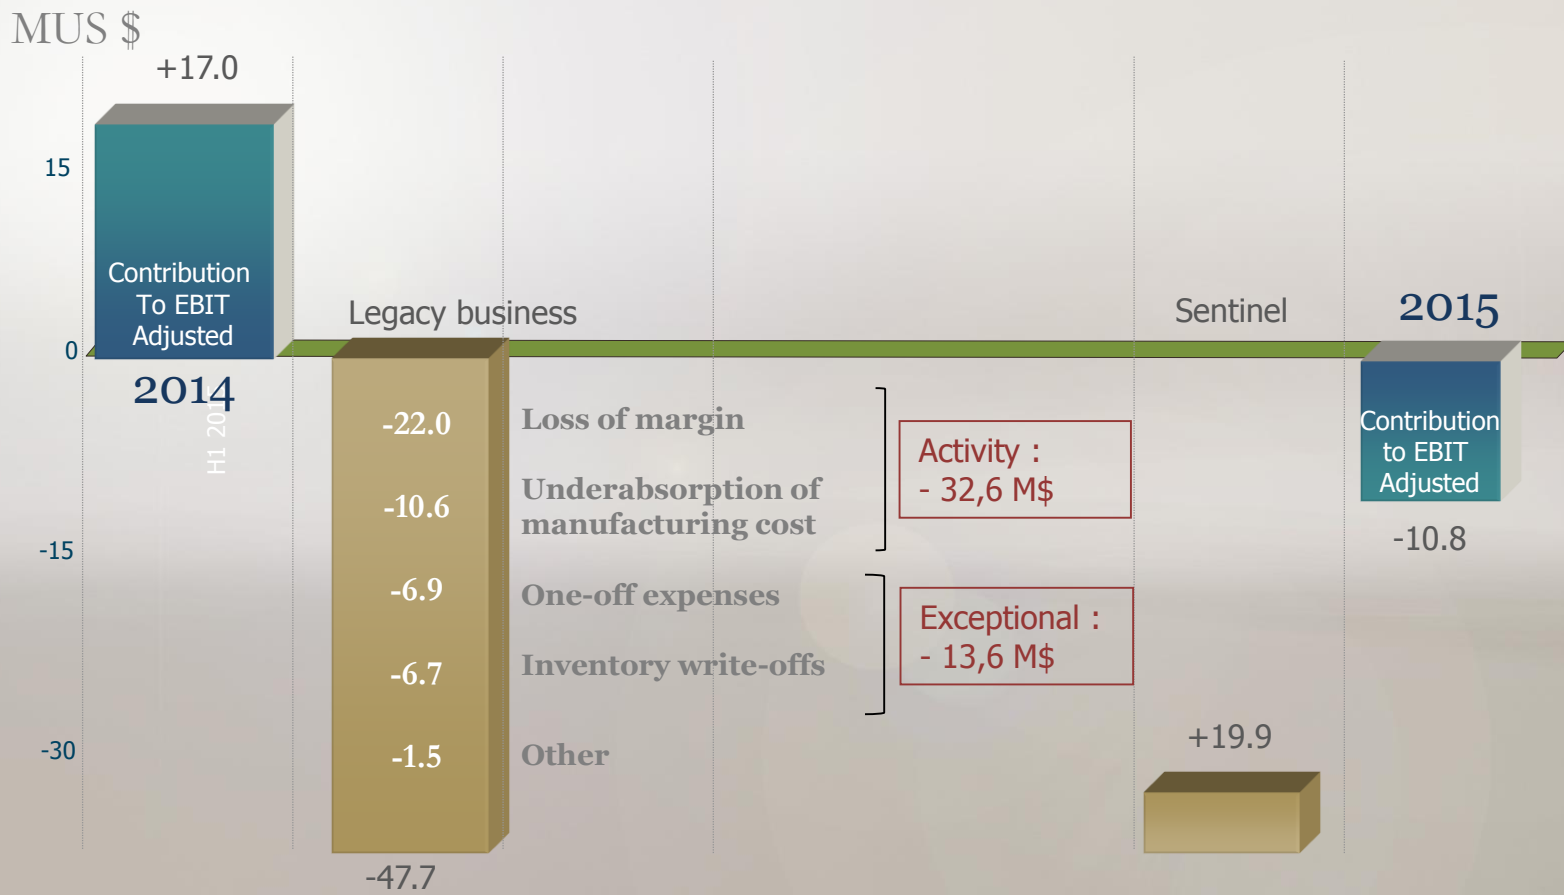 MUS $
+17.0
15
0
-15
-30
Contribution
To EBIT
Adjusted
2014
Legacy business
-22.0
-10.6
-6.9
-6.7
-1.5
-47.7
Loss of margin
Underabsorption of
manufacturing cost
One-off expenses
Inventory write-offs
Other
Activity :
- 32,6 M$
Exceptional :
- 13,6 M$
Sentinel
+19.9
2015
Contribution
to EBIT
Adjusted
-10.8
H1